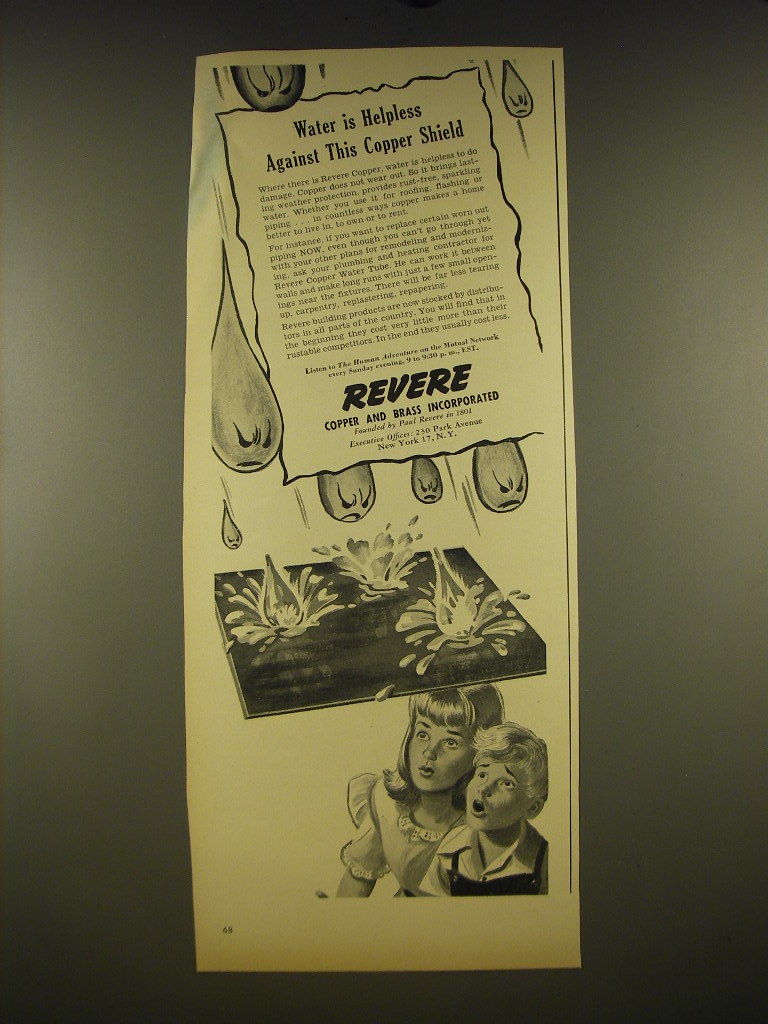 Water is Helpless
Against This Copper Shield
Where there is Revere Copper, water is helpless to do
damage. Copper does not wear out. So it brings last-
ing weather protection, provides rust-free, sparkling
water. Whether you use it for roofing, flashing or
piping . . . in countless ways copper makes a home
better to live in, to own or to rent.
For instance, if you want to replace certain worn out
piping NOW, even though you can't go through yet
with your other plans for remodeling and moderniz-
ing, ask your plumbing and heating contractor for
Revere Copper Water Tube. He can work it between
walls and make long runs with just a few small open-
ings near the fixtures. There will be far less tearing
up, carpentry, replastering, repapering.
Revere building products are now stocked by distribu-
tors in all parts of the country. You will find that in
the beginning they cost very little more than their
rustable competitors. In the end they usually cost less.
Listen to The Human Adventure on the Mutual Network
every Sunday evening, 9 to 9:30 p. m., EST.
REVERE
COPPER AND BRASS INCORPORATED
Founded by Paul Revere in 1801
Executive Offices: 230 Park Avenue
New York 17, N. Y.
68